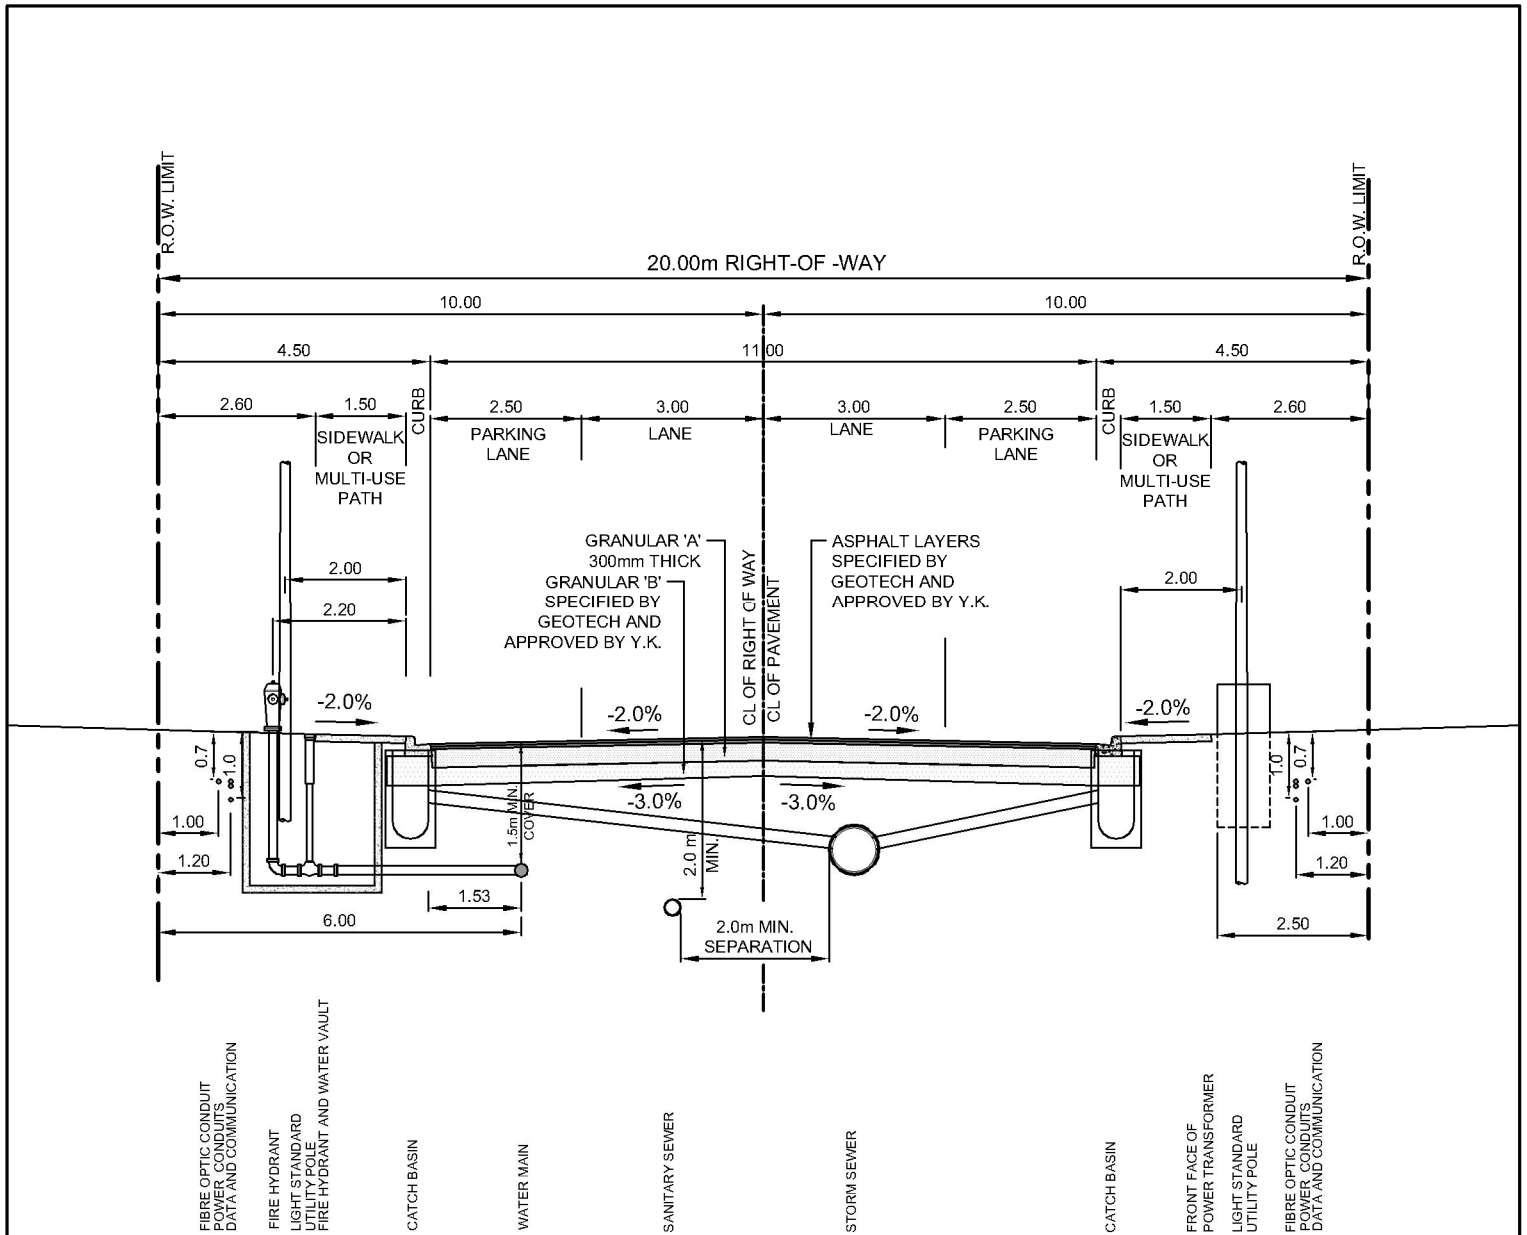 R.O.W. LIMIT
R.O.W. LIMIT
20.00m RIGHT-OF -WAY
10.00
10.00
4.50
11.00
4.50
2.60
1.50
CURB
2.50
3.00
3.00
2.50
CURB
1.50
2.60
SIDEWALK
OR
MULTI-USE
PATH
PARKING
LANE
LANE
LANE
PARKING
LANE
SIDEWALK
OR
MULTI-USE
PATH
GRANULAR 'A'
300mm THICK
GRANULAR 'B'
SPECIFIED BY
GEOTECH AND
APPROVED BY Y.K.
CL OF RIGHT OF WAY
CL OF PAVEMENT
ASPHALT LAYERS
SPECIFIED BY
GEOTECH AND
APPROVED BY Y.K.
2.00
2.20
2.00
-2.0%
-2.0%
-2.0%
-2.0%
0.7
1.0
1.5m MIN.
COVER
-3.0%
-3.0%
1.0
0.7
1.00
1.20
2.0 m
MIN.
1.00
1.20
1.53
6.00
2.0m MIN.
SEPARATION
2.50
FIBRE OPTIC CONDUIT
POWER CONDUITS
DATA AND COMMUNICATION
FIRE HYDRANT
LIGHT STANDARD
UTILITY POLE
FIRE HYDRANT AND WATER VAULT
CATCH BASIN
WATER MAIN
SANITARY SEWER
STORM SEWER
CATCH BASIN
FRONT FACE OF
POWER TRANSFORMER
LIGHT STANDARD
UTILITY POLE
FIBRE OPTIC CONDUIT
POWER CONDUITS
DATA AND COMMUNICATION